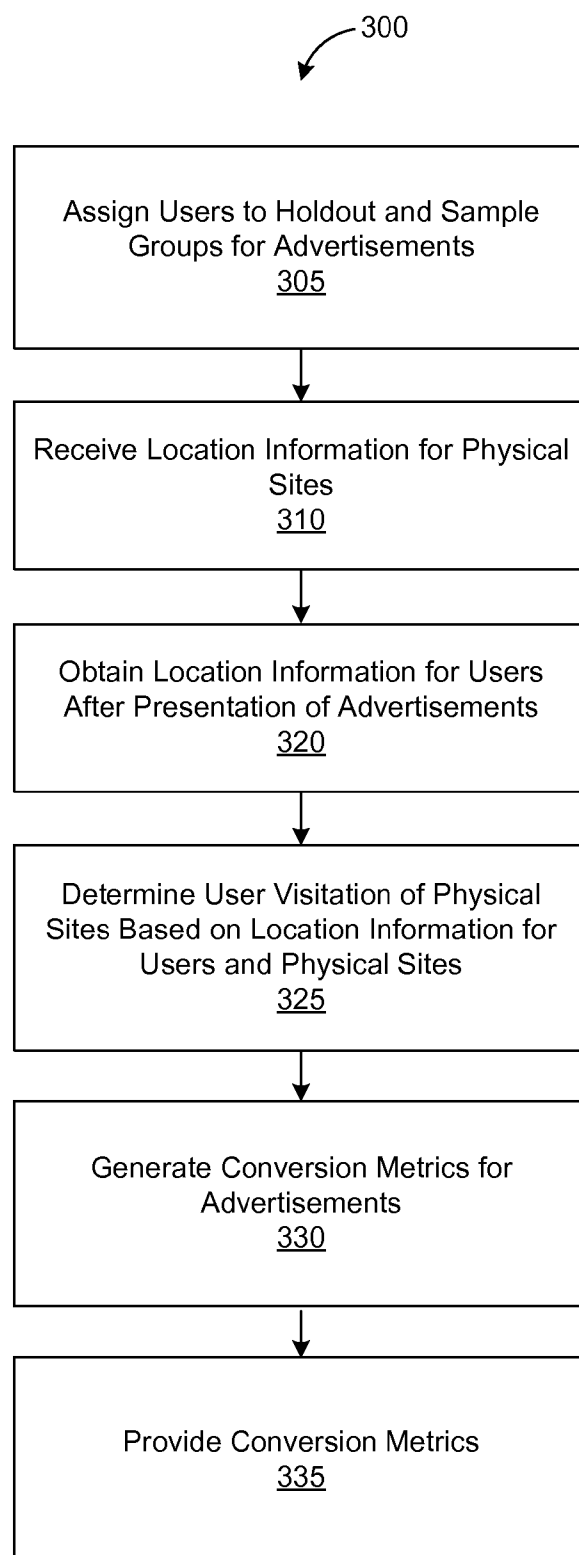 300
Assign Users to Holdout and Sample
Groups for Advertisements
305
Receive Location Information for Physical
Sites
310
Obtain Location Information for Users
After Presentation of Advertisements
320
Determine User Visitation of Physical
Sites Based on Location Information for
Users and Physical Sites
325
Generate Conversion Metrics for
Advertisements
330
Provide Conversion Metrics
335